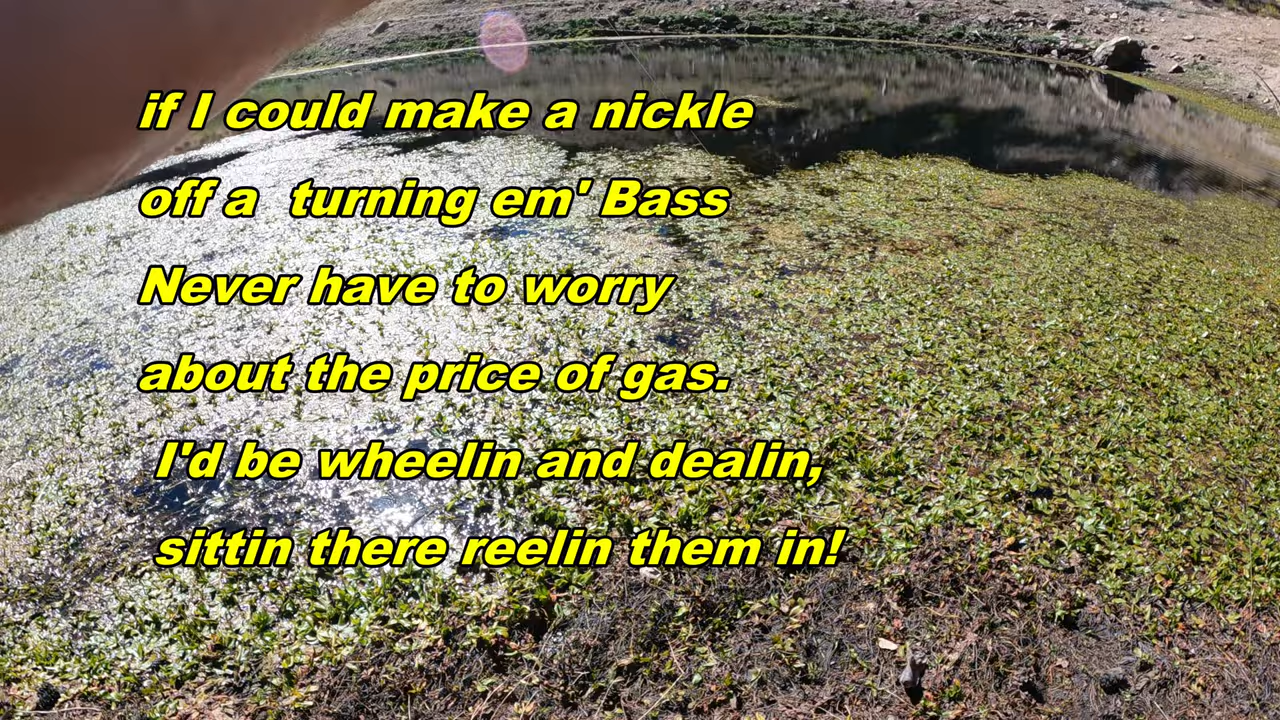 if I could make a nickle
off a  turning em' Bass
Never have to worry
about the price of gas.
I'd be wheelin and dealin,
sittin there reelin them in!